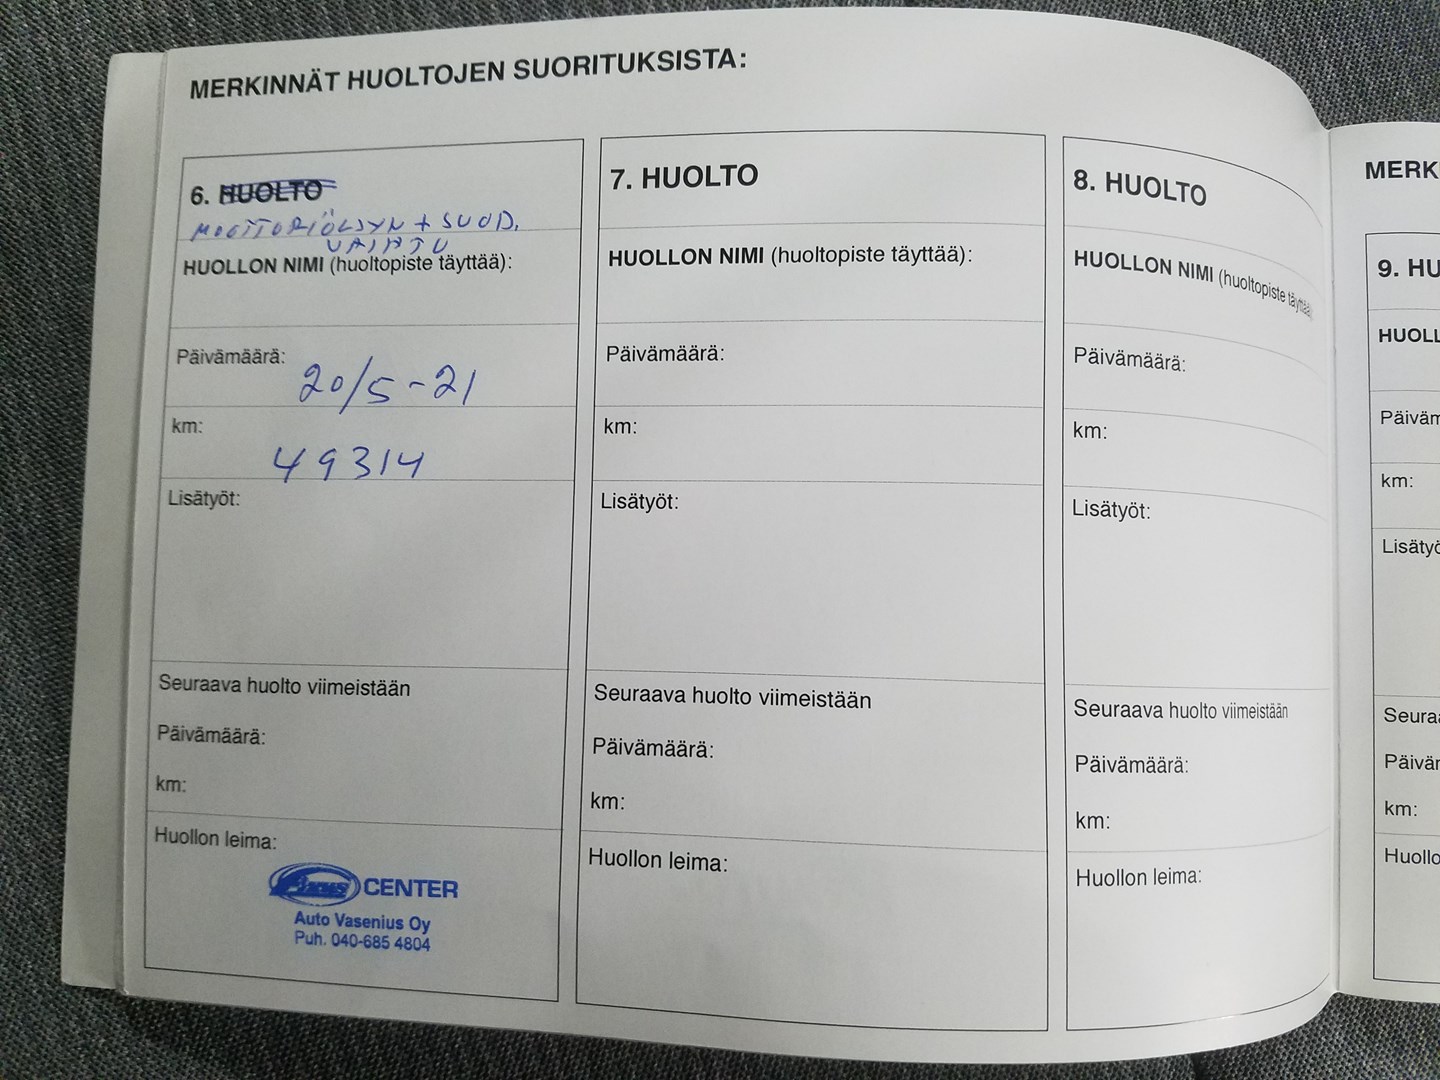 MERKINNÄT HUOLTOJEN SUORITUKSISTA:
6. HUOLTO
MOOTTORIÖLJYN + SUOD.
VAIHTO
HUOLLON NIMI (huoltopiste täyttää):
Päivämäärä:
20/5-21
km:
49314
Lisätyöt:
Seuraava huolto viimeistään
Päivämäärä:
km:
Huollon leima:
Fixus CENTER
Auto Vasenius Oy
Puh. 040-685 4804
7. HUOLTO
HUOLLON NIMI (huoltopiste täyttää):
Päivämäärä:
km:
Lisätyöt:
Seuraava huolto viimeistään
Päivämäärä:
km:
Huollon leima:
8. HUOLTO
HUOLLON NIMI (huoltopiste täyttää)
Päivämäärä:
km:
Lisätyöt:
Seuraava huolto viimeistään
Päivämäärä:
km:
Huollon leima:
MERK
9. HU
HUOLL
Päiväm
km:
Lisätyö
Seuraa
Päivär
km:
Huollo